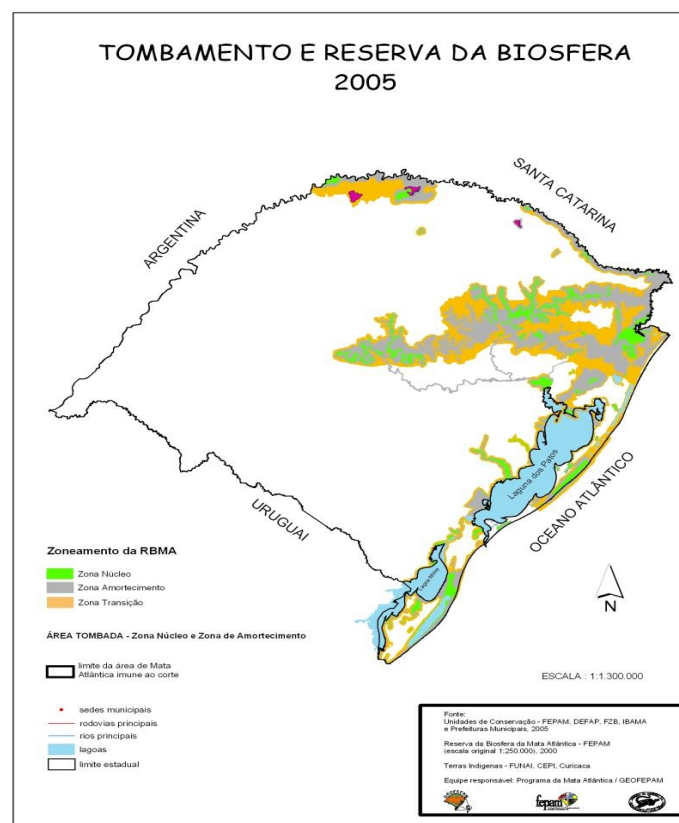 TOMBAMENTO E RESERVA DA BIOSFERA
2005
SANTA CATARINA
ARGENTINA
Laguna dos Patos
OCEANO ATLÂNTICO
URUGUAI
Lagoa Mirim
N
Zoneamento da RBMA
Zona Núcleo
Zona Amortecimento
Zona Transição
ÁREA TOMBADA - Zona Núcleo e Zona de Amortecimento
limite da área de Mata
Atlântica imune ao corte
ESCALA : 1:1.300.000
sedes municipais
rodovias principais
rios principais
lagoas
limite estadual
Fonte:
Unidades de Conservação - FEPAM, DEFAP, FZB, IBAMA
e Prefeituras Municipais, 2005
Reserva da Biosfera da Mata Atlântica - FEPAM
(escala original 1:250.000), 2000
Terras Indígenas - FUNAI, CEPI, Curicaca
Equipe responsável: Programa da Mata Atlântica / GEOFEPAM
fepam